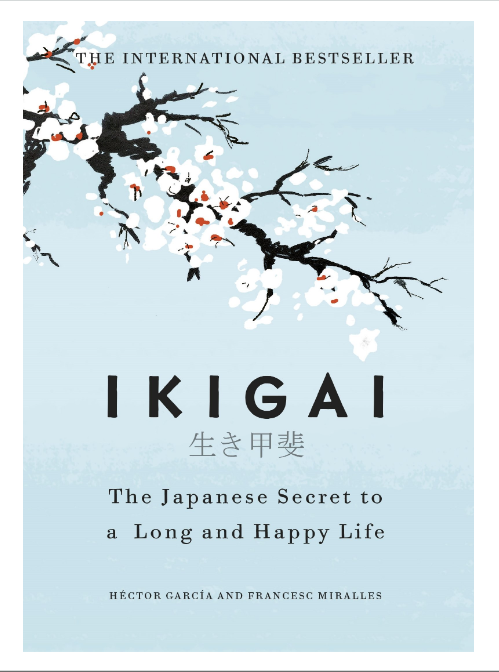 THE INTERNATIONAL BESTSELLER
IKIGAI
生き甲斐
The Japanese Secret to
a Long and Happy Life
HÉCTOR GARCÍA AND FRANCESC MIRALLES